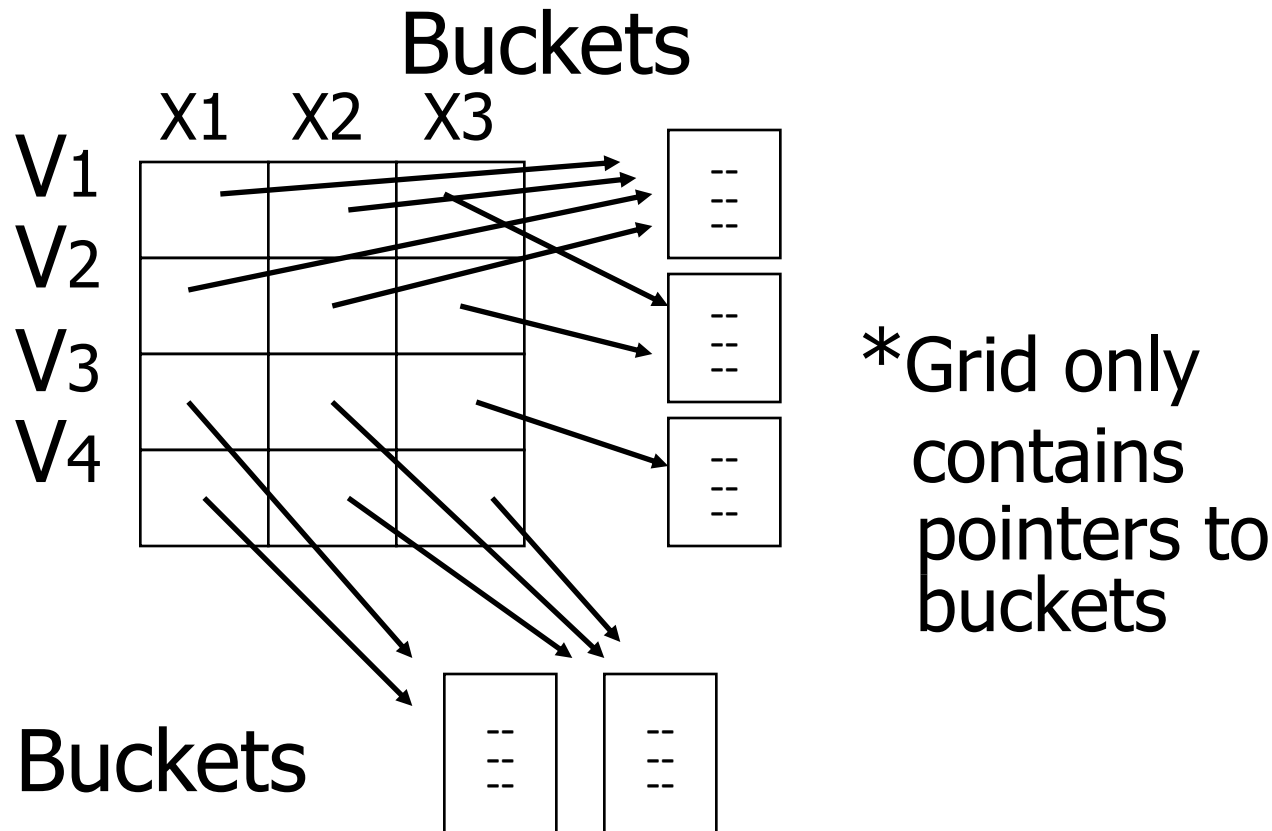 Buckets
X1 X2 X3
V1
V2
V3
V4
--
--
--
--
--
--
--
--
--
*Grid only
contains
pointers to
buckets
Buckets
-- --
-- --
-- --